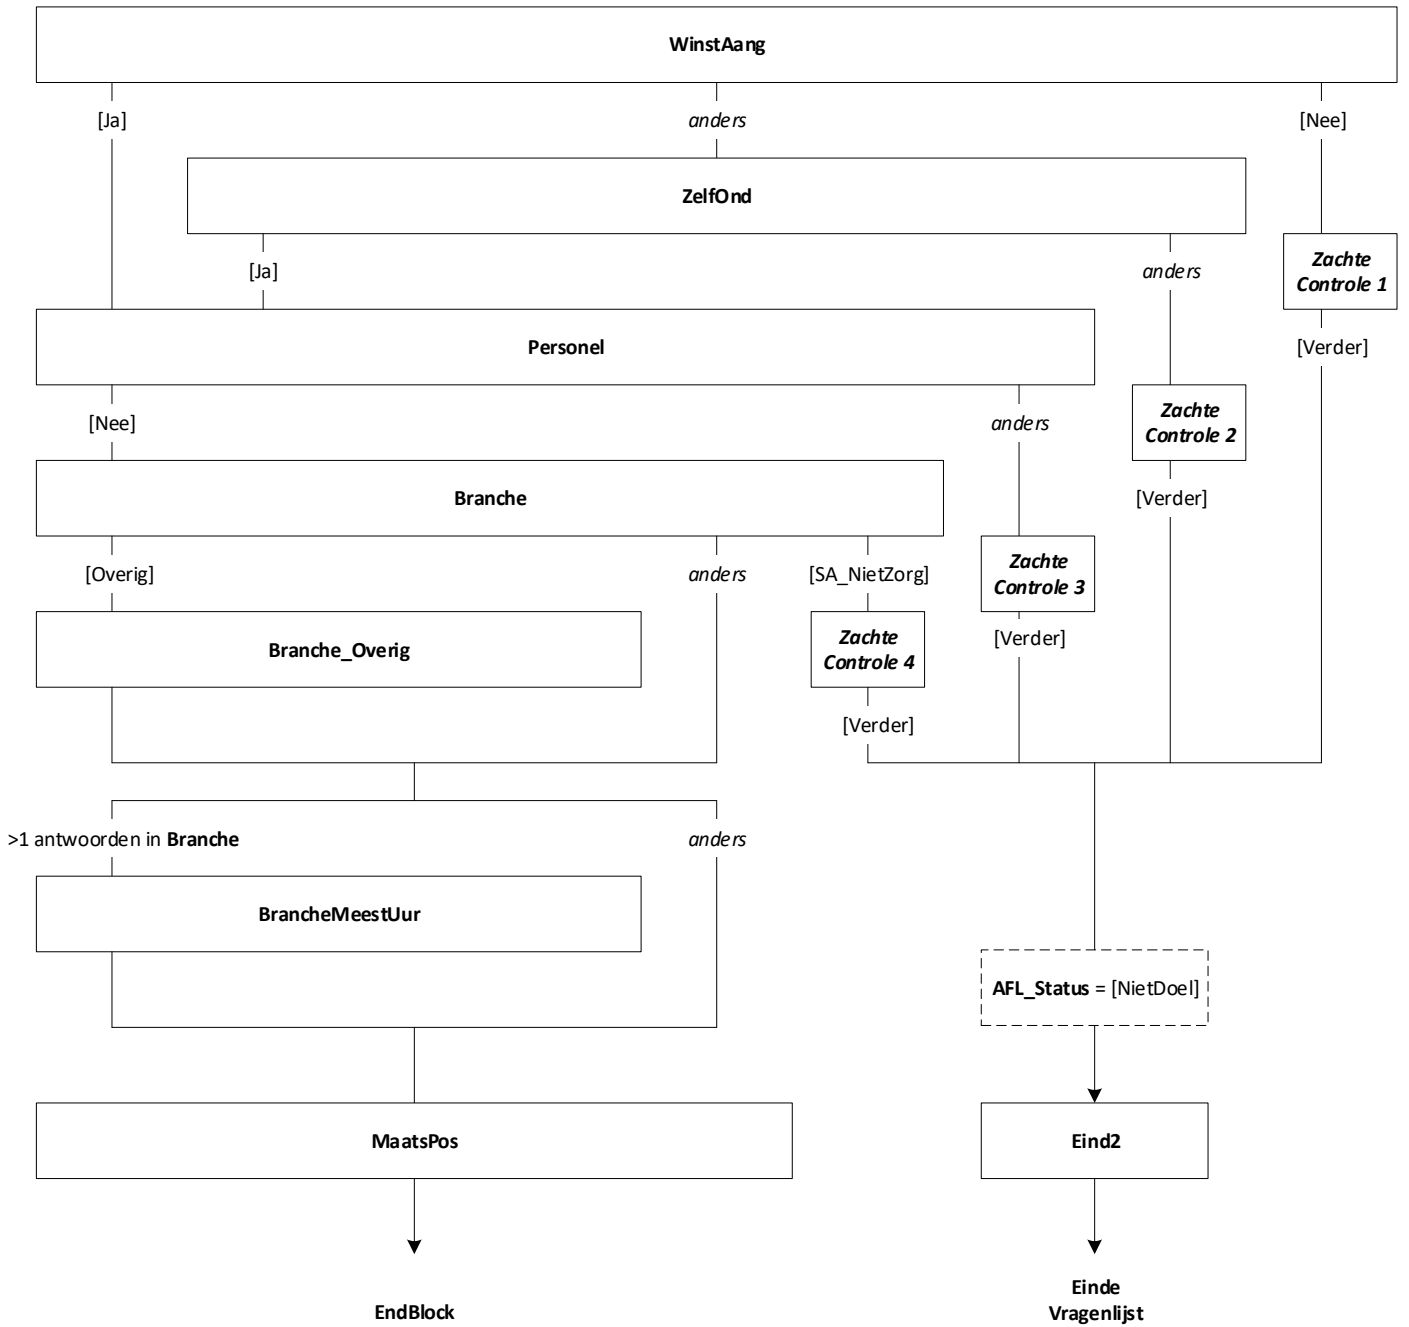 WinstAang
[Ja]
anders
[Nee]
ZelfOnd
[Ja]
anders
Zachte
Controle 1
Personel
[Verder]
[Nee]
anders
Zachte
Controle 2
Branche
[Verder]
[Overig]
anders
[SA_NietZorg]
Zachte
Controle 3
Branche_Overig
Zachte
Controle 4
[Verder]
[Verder]
>1 antwoorden in Branche
anders
BrancheMeestUur
AFL_Status = [NietDoel]
MaatsPos
Eind2
EndBlock
Einde
Vragenlijst